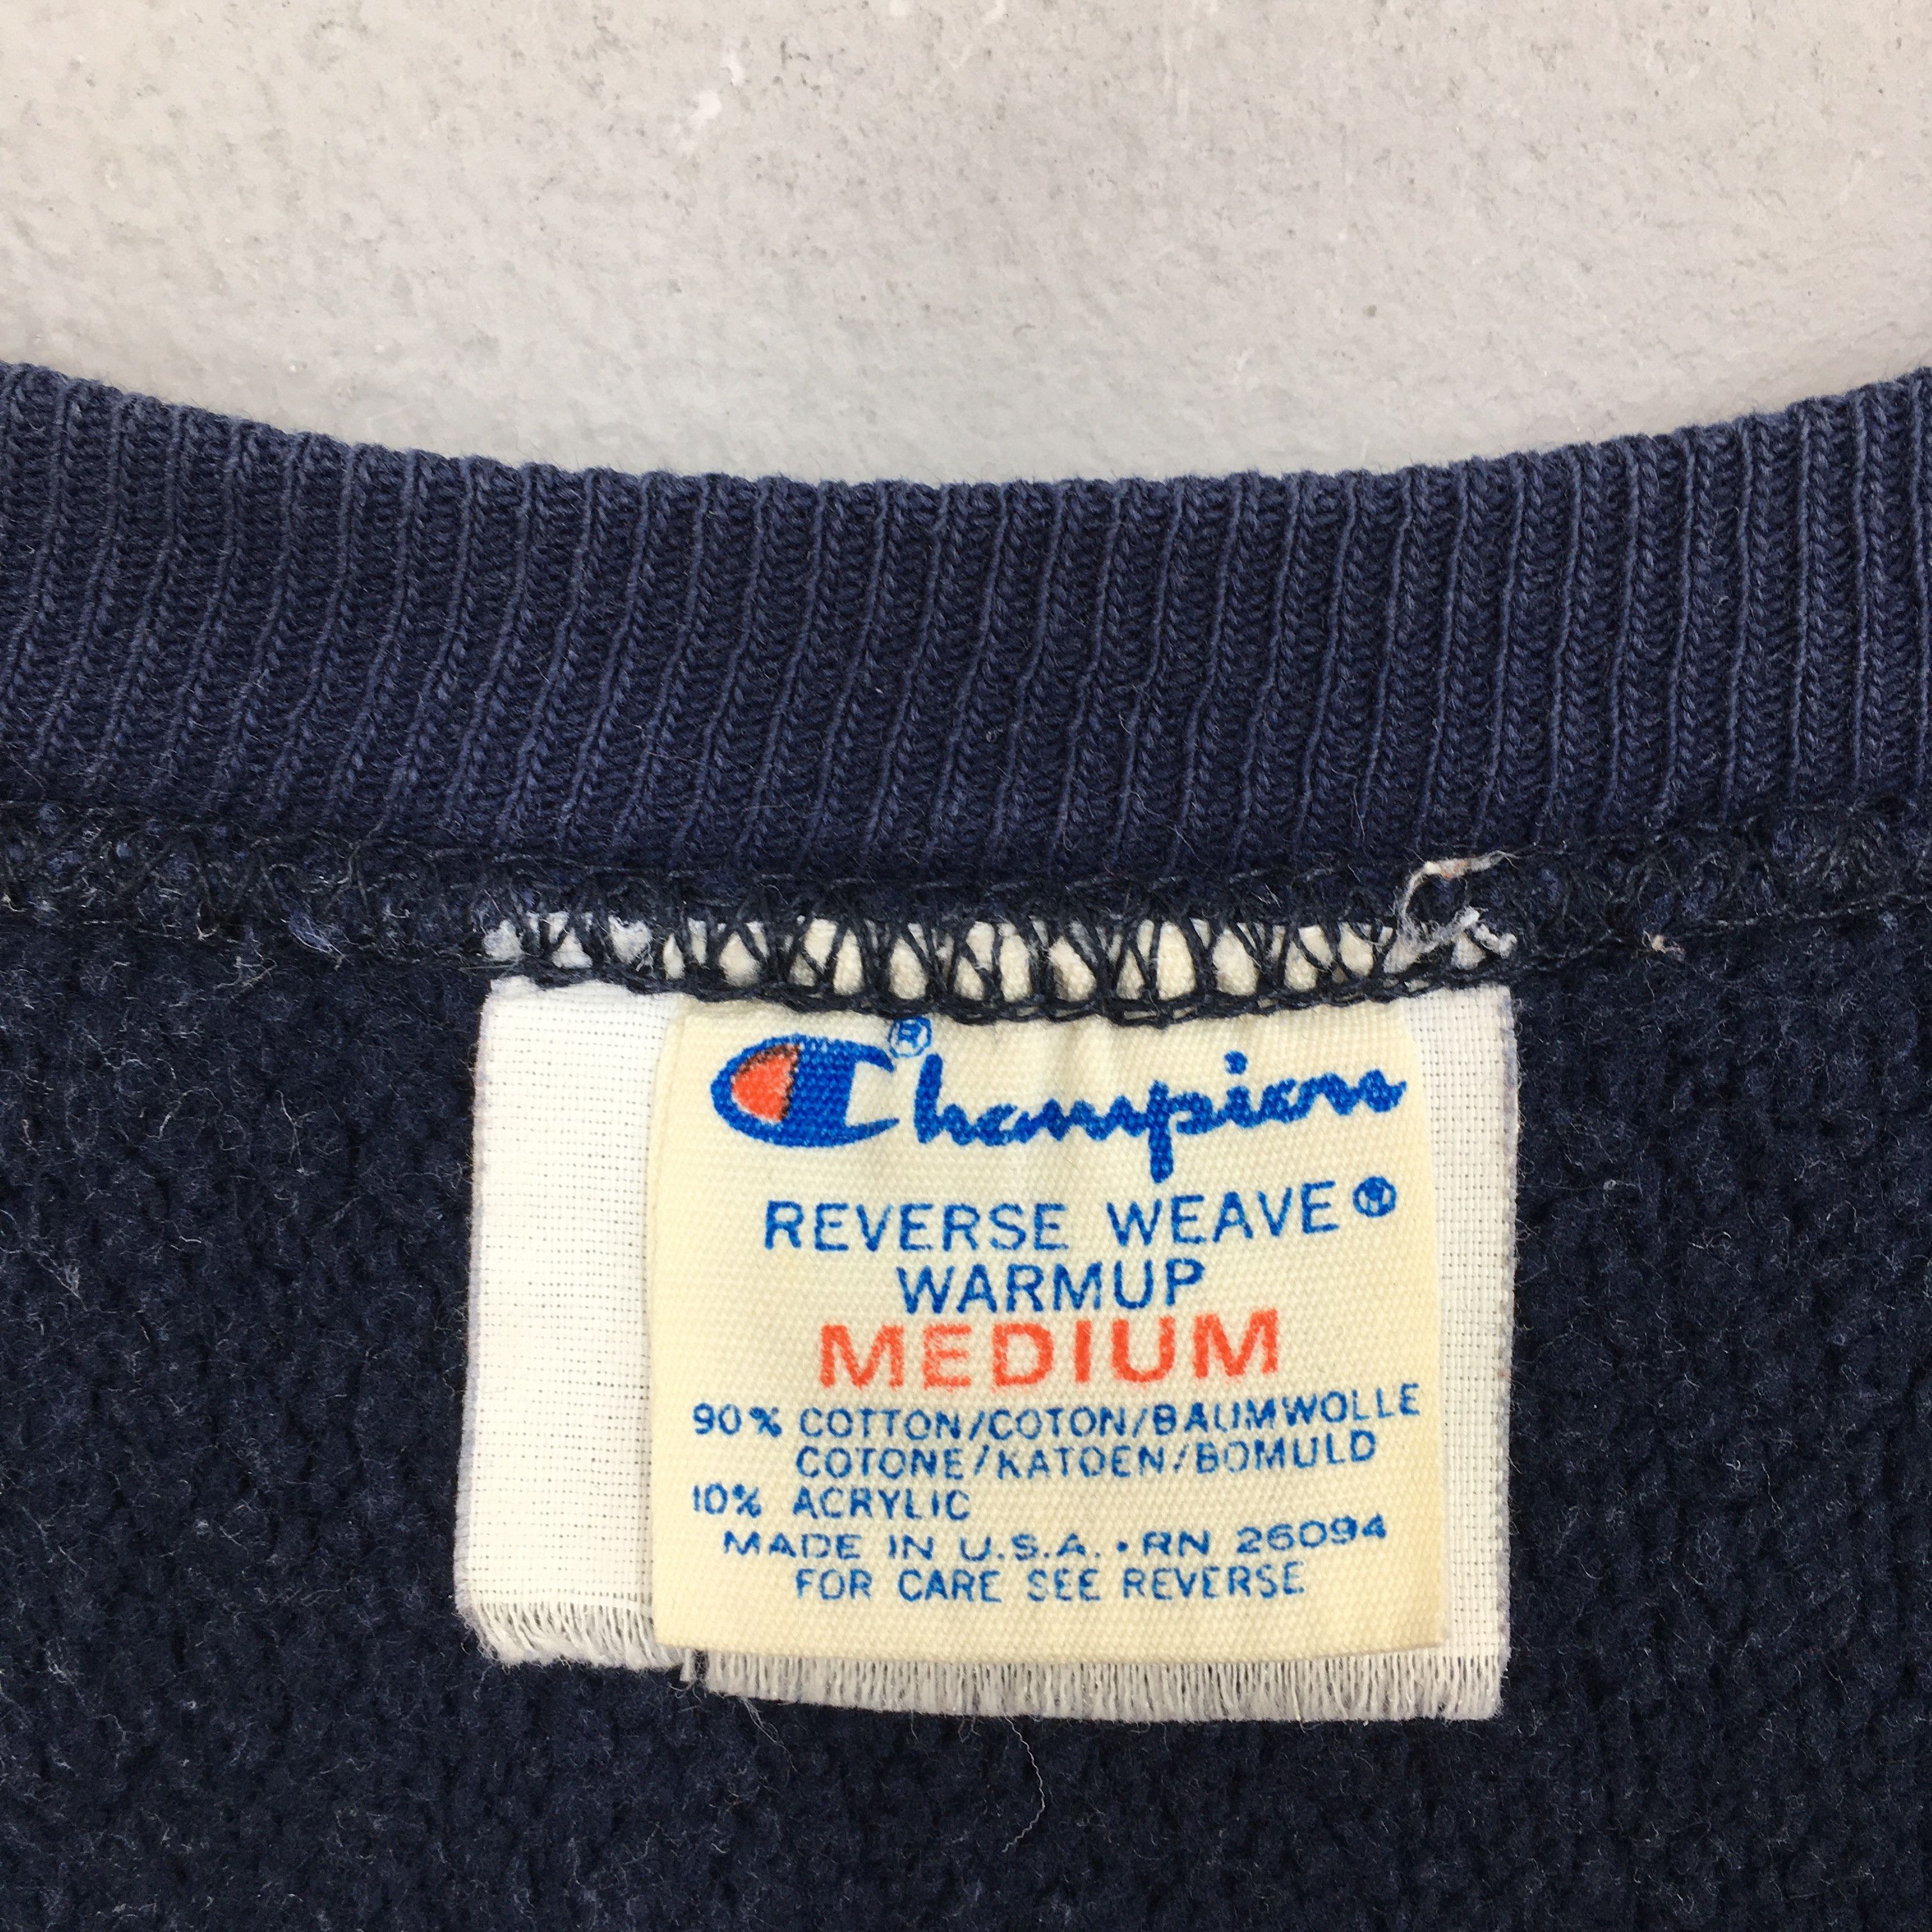 Champion®
REVERSE WEAVE®
WARMUP
MEDIUM
90% COTTON/COTON/BAUMWOLLE
COTONE/KATOEN/BOMULD
10% ACRYLIC
MADE IN U.S.A. • RN 26094
FOR CARE SEE REVERSE